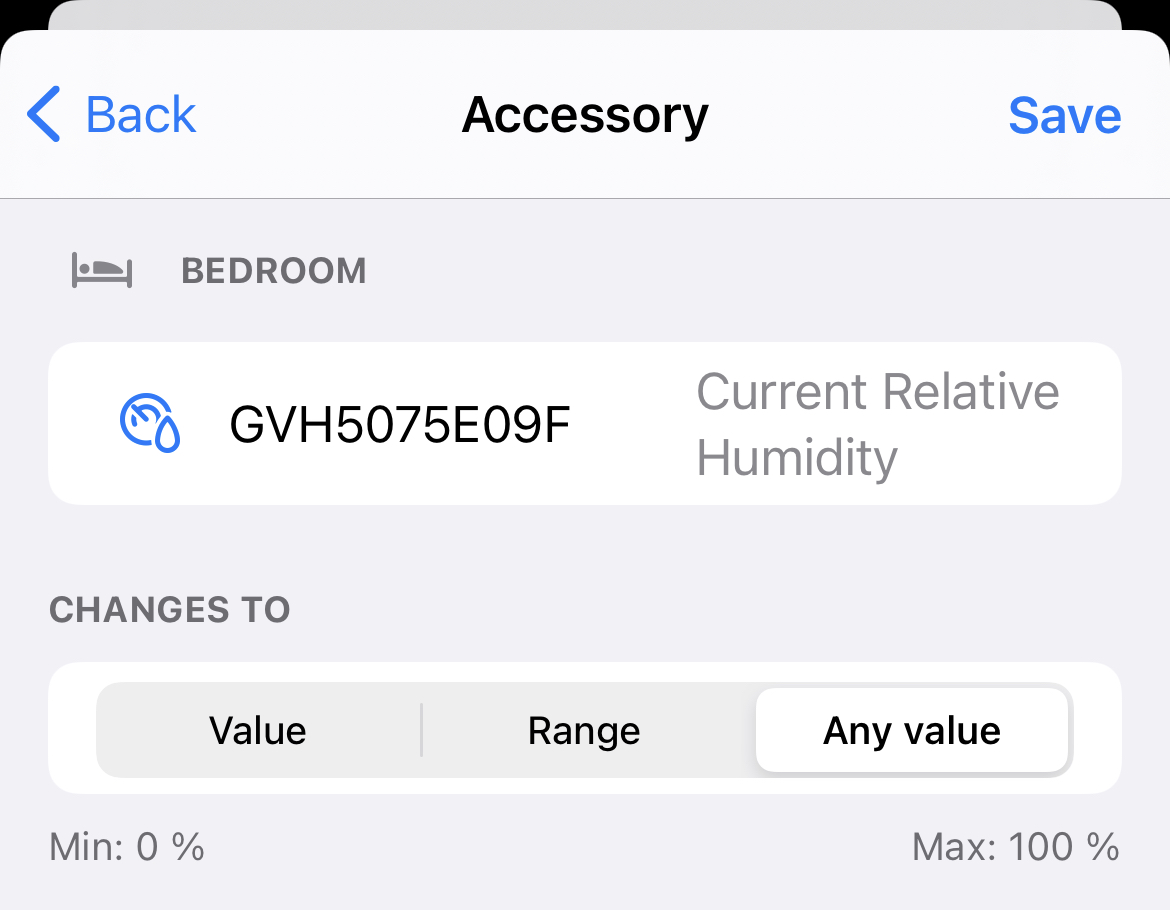 Back
Accessory
Save
BEDROOM
GVH5075E09F
Current Relative
Humidity
CHANGES TO
Value
Range
Any value
Min: 0 %
Max: 100 %